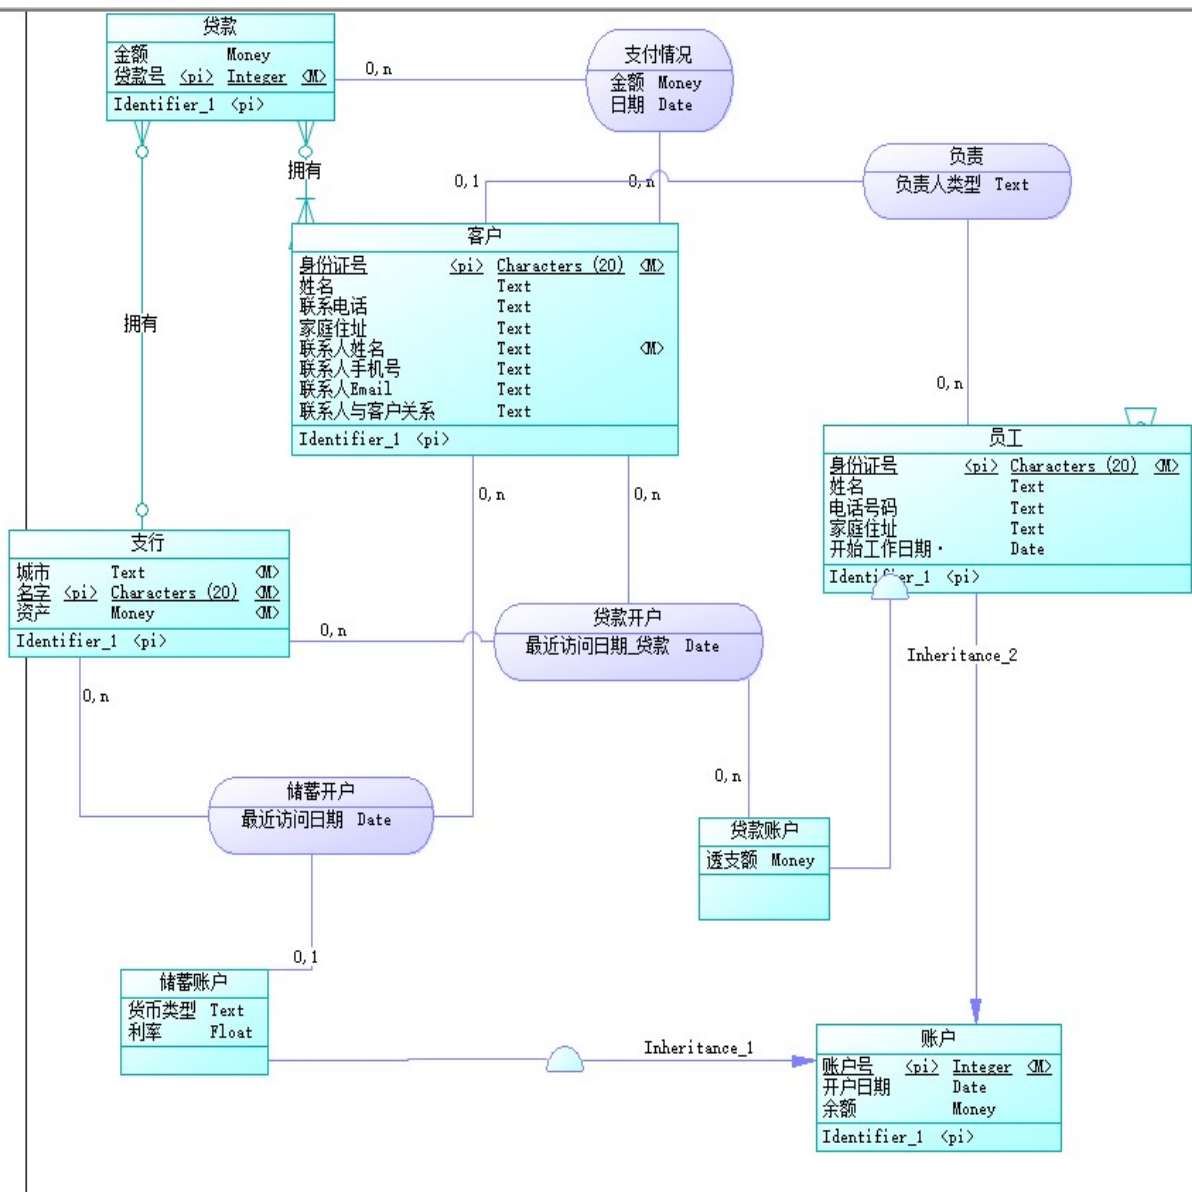 贷款
金额 Money
贷款号 <pi> Integer <M>
Identifier_1 <pi>
0,n
支付情况
金额 Money
日期 Date
拥有
0,1
0,n
负责
负责人类型 Text
客户
身份证号 <pi> Characters (20) <M>
姓名 Text
联系电话 Text
家庭住址 Text
联系人姓名 Text <M>
联系人手机号 Text
联系人Email Text
联系人与客户关系 Text
Identifier_1 <pi>
拥有
0,n
员工
身份证号 <pi> Characters (20) <M>
姓名 Text
电话号码 Text
家庭住址 Text
开始工作日期· Date
Identifier_1 <pi>
0,n
0,n
支行
城市 Text <M>
名字 <pi> Characters (20) <M>
资产 Money <M>
Identifier_1 <pi>
0,n
贷款开户
最近访问日期_贷款 Date
Inheritance_2
0,n
0,n
储蓄开户
最近访问日期 Date
贷款账户
透支额 Money
0,1
储蓄账户
货币类型 Text
利率 Float
Inheritance_1
账户
账户号 <pi> Integer <M>
开户日期 Date
余额 Money
Identifier_1 <pi>